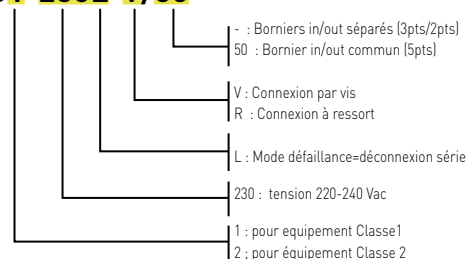 - : Borniers in/out séparés (3pts/2pts)
50 : Bornier in/out commun (5pts)
V : Connexion par vis
R : Connexion à ressort
L : Mode défaillance=déconnexion série
230 : tension 220-240 Vac
1 : pour equipement Classe1
2 ; pour équipement Classe 2